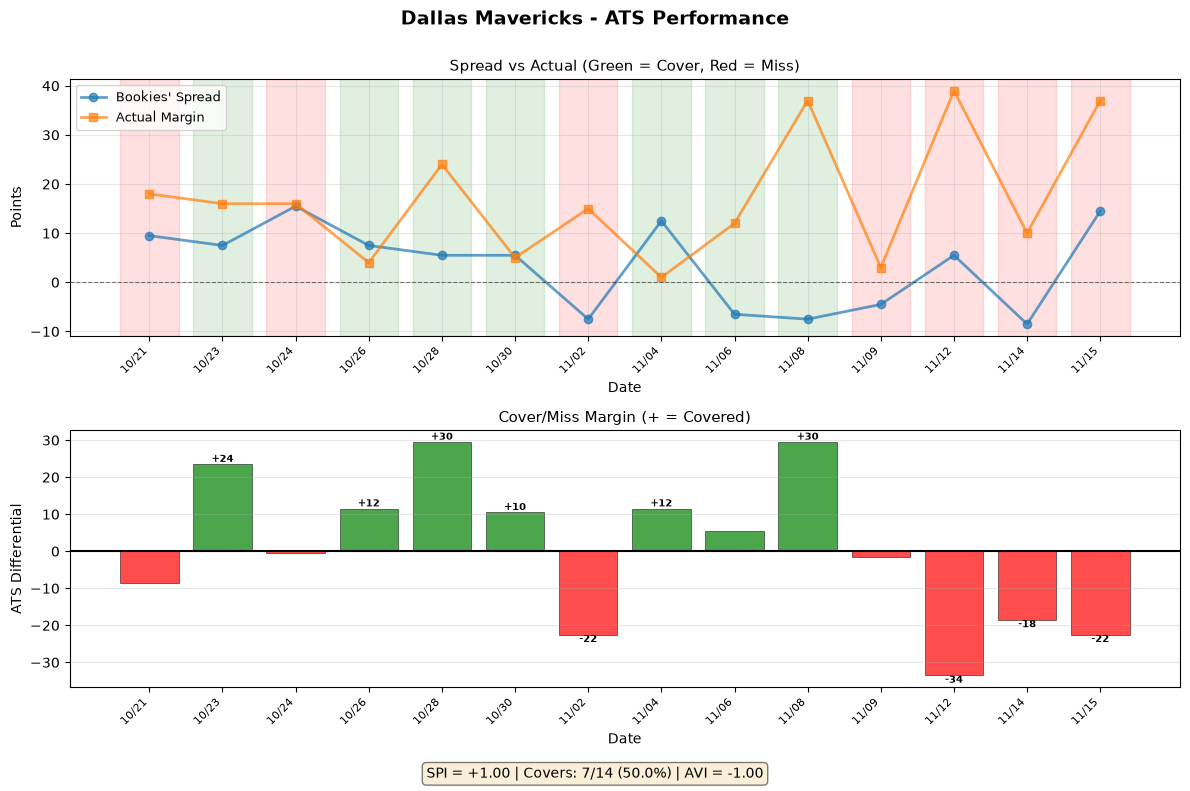 Dallas Mavericks - ATS Performance
Spread vs Actual (Green = Cover, Red = Miss)
Bookies' Spread
Actual Margin
Points
40
30
20
10
0
−10
10/21 10/23 10/24 10/26 10/28 10/30 11/02 11/04 11/06 11/08 11/09 11/12 11/14 11/15
Date
Cover/Miss Margin (+ = Covered)
ATS Differential
30
20
10
0
−10
−20
−30
+24 +12 +30 +10 -22 +12 +30 -34 -18 -22
10/21 10/23 10/24 10/26 10/28 10/30 11/02 11/04 11/06 11/08 11/09 11/12 11/14 11/15
Date
SPI = +1.00 | Covers: 7/14 (50.0%) | AVI = -1.00